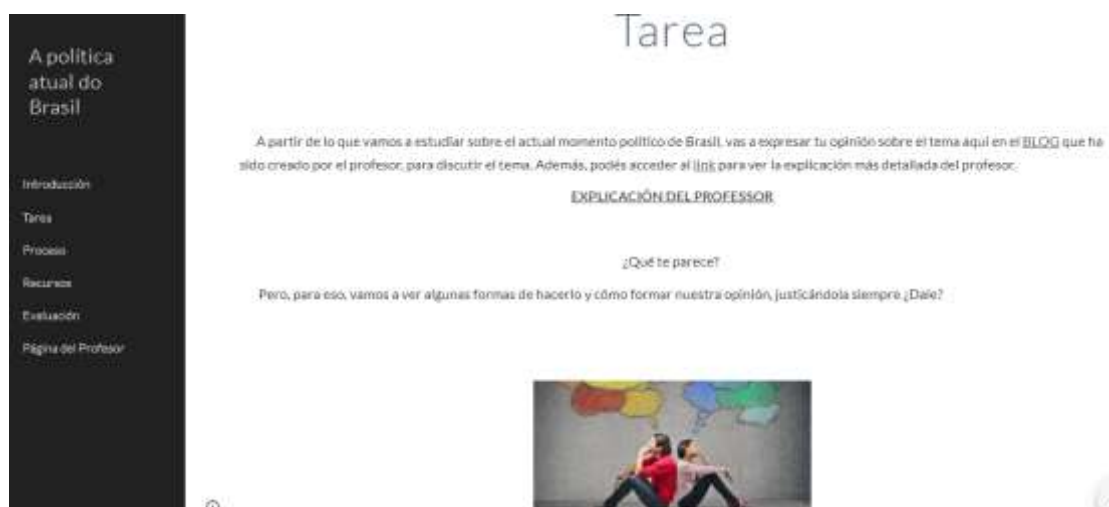 A política
atual do
Brasil
Introducción
Tarea
Proceso
Recursos
Evaluación
Página del Profesor
Tarea
A partir de lo que vamos a estudiar sobre el actual momento político de Brasil, vas a expresar tu opinión sobre el tema aquí en el BLOG que ha
sido creado por el profesor, para discutir el tema. Además, podés acceder al link para ver la explicación más detallada del profesor.
EXPLICACIÓN DEL PROFESSOR
¿Qué te parece?
Pero, para eso, vamos a ver algunas formas de hacerlo y cómo formar nuestra opinión, justicándola siempre ¿Dale?